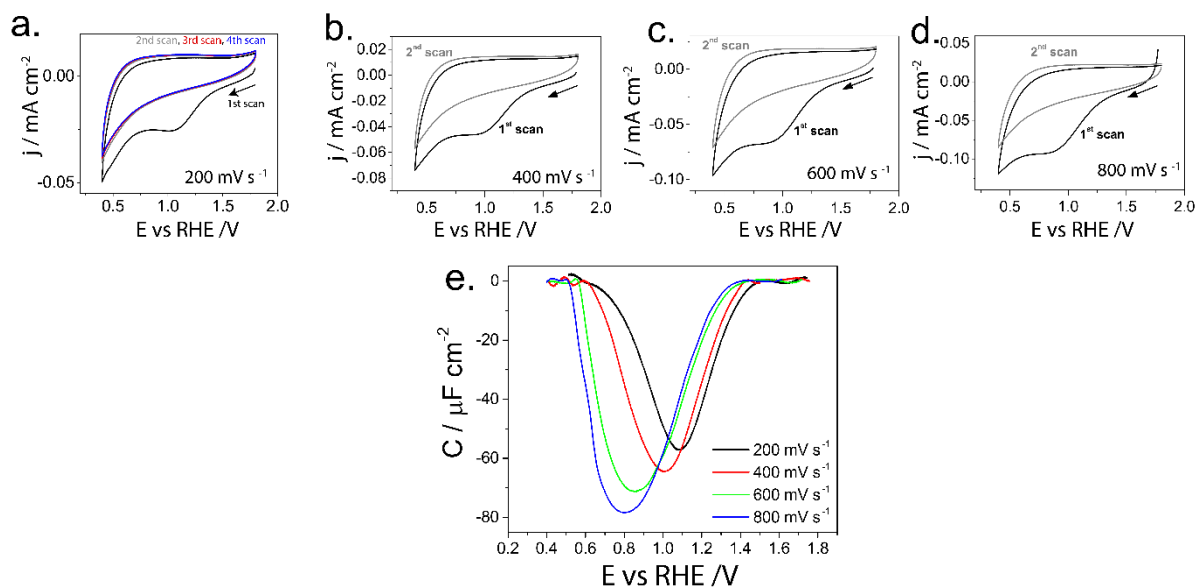 a.
2nd scan, 3rd scan, 4th scan
0.00
-0.05
j / mA cm⁻²
1st scan
200 mV s⁻¹
0.5 1.0 1.5 2.0
E vs RHE /V
b.
0.02
0.00
-0.02
-0.04
-0.06
-0.08
j / mA cm⁻²
2nd scan
1st scan
400 mV s⁻¹
0.5 1.0 1.5 2.0
E vs RHE /V
c.
0.00
-0.05
-0.10
j / mA cm⁻²
2nd scan
1st scan
600 mV s⁻¹
0.5 1.0 1.5 2.0
E vs RHE /V
d.
0.05
0.00
-0.05
-0.10
j / mA cm⁻²
2nd scan
1st scan
800 mV s⁻¹
0.5 1.0 1.5 2.0
E vs RHE /V
e.
0
-20
-40
-60
-80
C / μF cm⁻²
200 mV s⁻¹
400 mV s⁻¹
600 mV s⁻¹
800 mV s⁻¹
0.2 0.4 0.6 0.8 1.0 1.2 1.4 1.6 1.8
E vs RHE /V